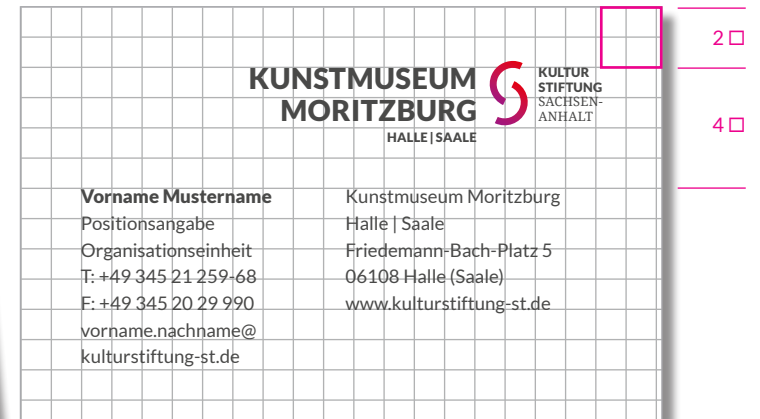 2
KUNSTMUSEUM
MORITZBURG
HALLE | SAALE
KULTUR
STIFTUNG
SACHSEN-
ANHALT
4
Vorname Mustername
Positionsangabe
Organisationseinheit
T: +49 345 21 259-68
F: +49 345 20 29 990
vorname.nachname@
kulturstiftung-st.de
Kunstmuseum Moritzburg
Halle | Saale
Friedemann-Bach-Platz 5
06108 Halle (Saale)
www.kulturstiftung-st.de